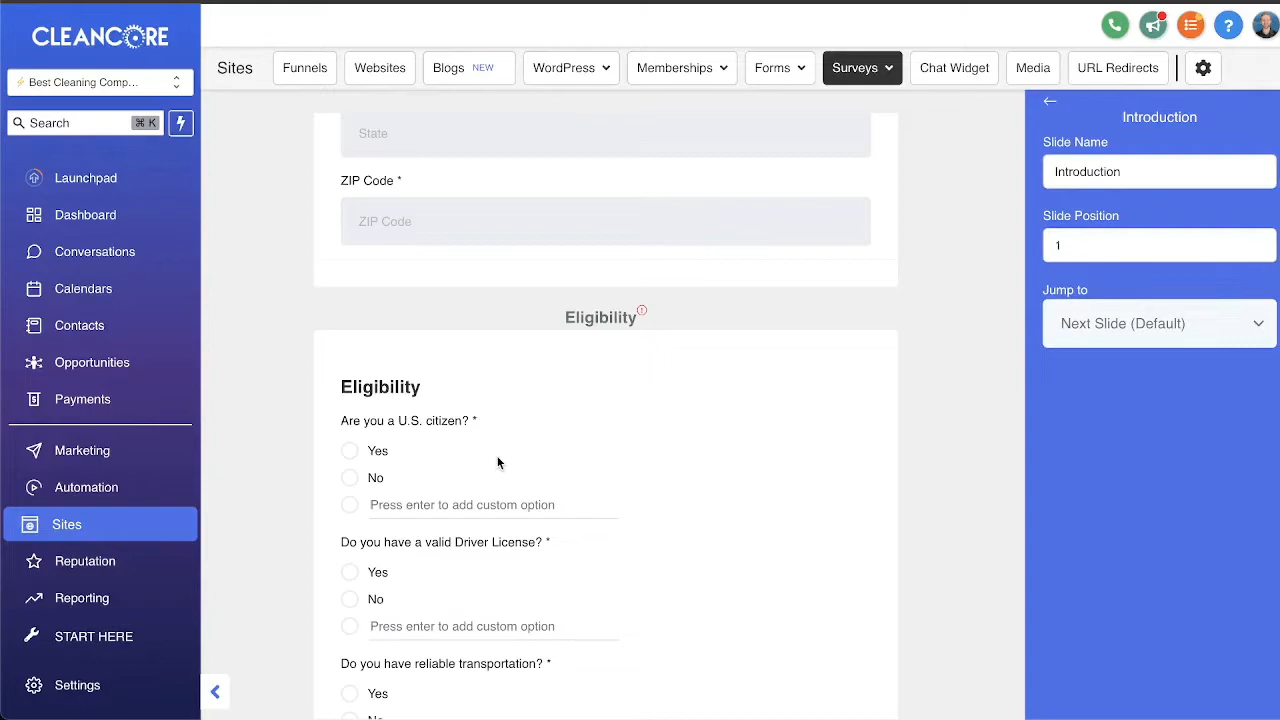 CLEANCORE
Best Cleaning Comp...
Search ⌘ K
Launchpad
Dashboard
Conversations
Calendars
Contacts
Opportunities
Payments
Marketing
Automation
Sites
Reputation
Reporting
START HERE
Settings
Sites Funnels Websites Blogs NEW WordPress Memberships Forms Surveys Chat Widget Media URL Redirects
State
ZIP Code *
ZIP Code
Eligibility
Eligibility
Are you a U.S. citizen? *
Yes
No
Press enter to add custom option
Do you have a valid Driver License? *
Yes
No
Press enter to add custom option
Do you have reliable transportation? *
Yes
No
Introduction
Slide Name
Introduction
Slide Position
1
Jump to
Next Slide (Default)